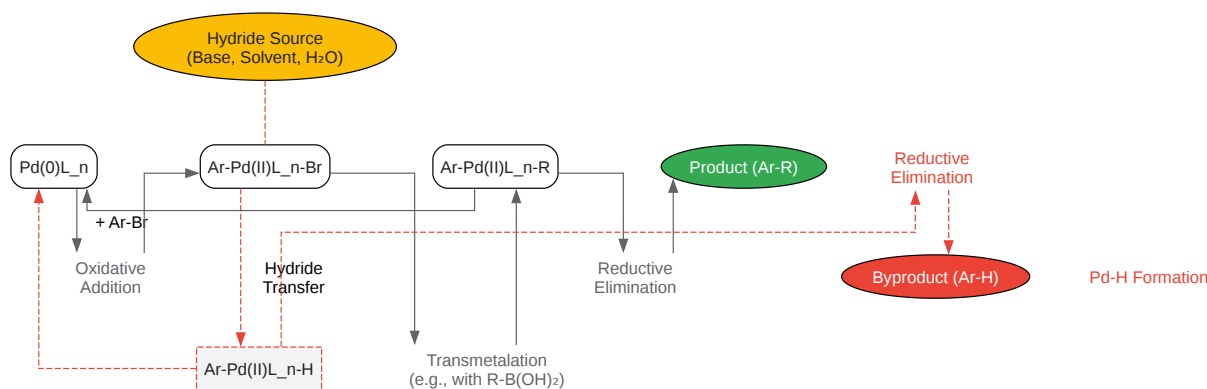 Hydride Source
(Base, Solvent, H₂O)
Pd(0)L_n
Ar-Pd(II)L_n-Br
Ar-Pd(II)L_n-R
Product (Ar-R)
Reductive
Elimination
+ Ar-Br
Oxidative
Addition
Hydride
Transfer
Reductive
Elimination
Byproduct (Ar-H)
Pd-H Formation
Ar-Pd(II)L_n-H
Transmetalation
(e.g., with R-B(OH)₂)